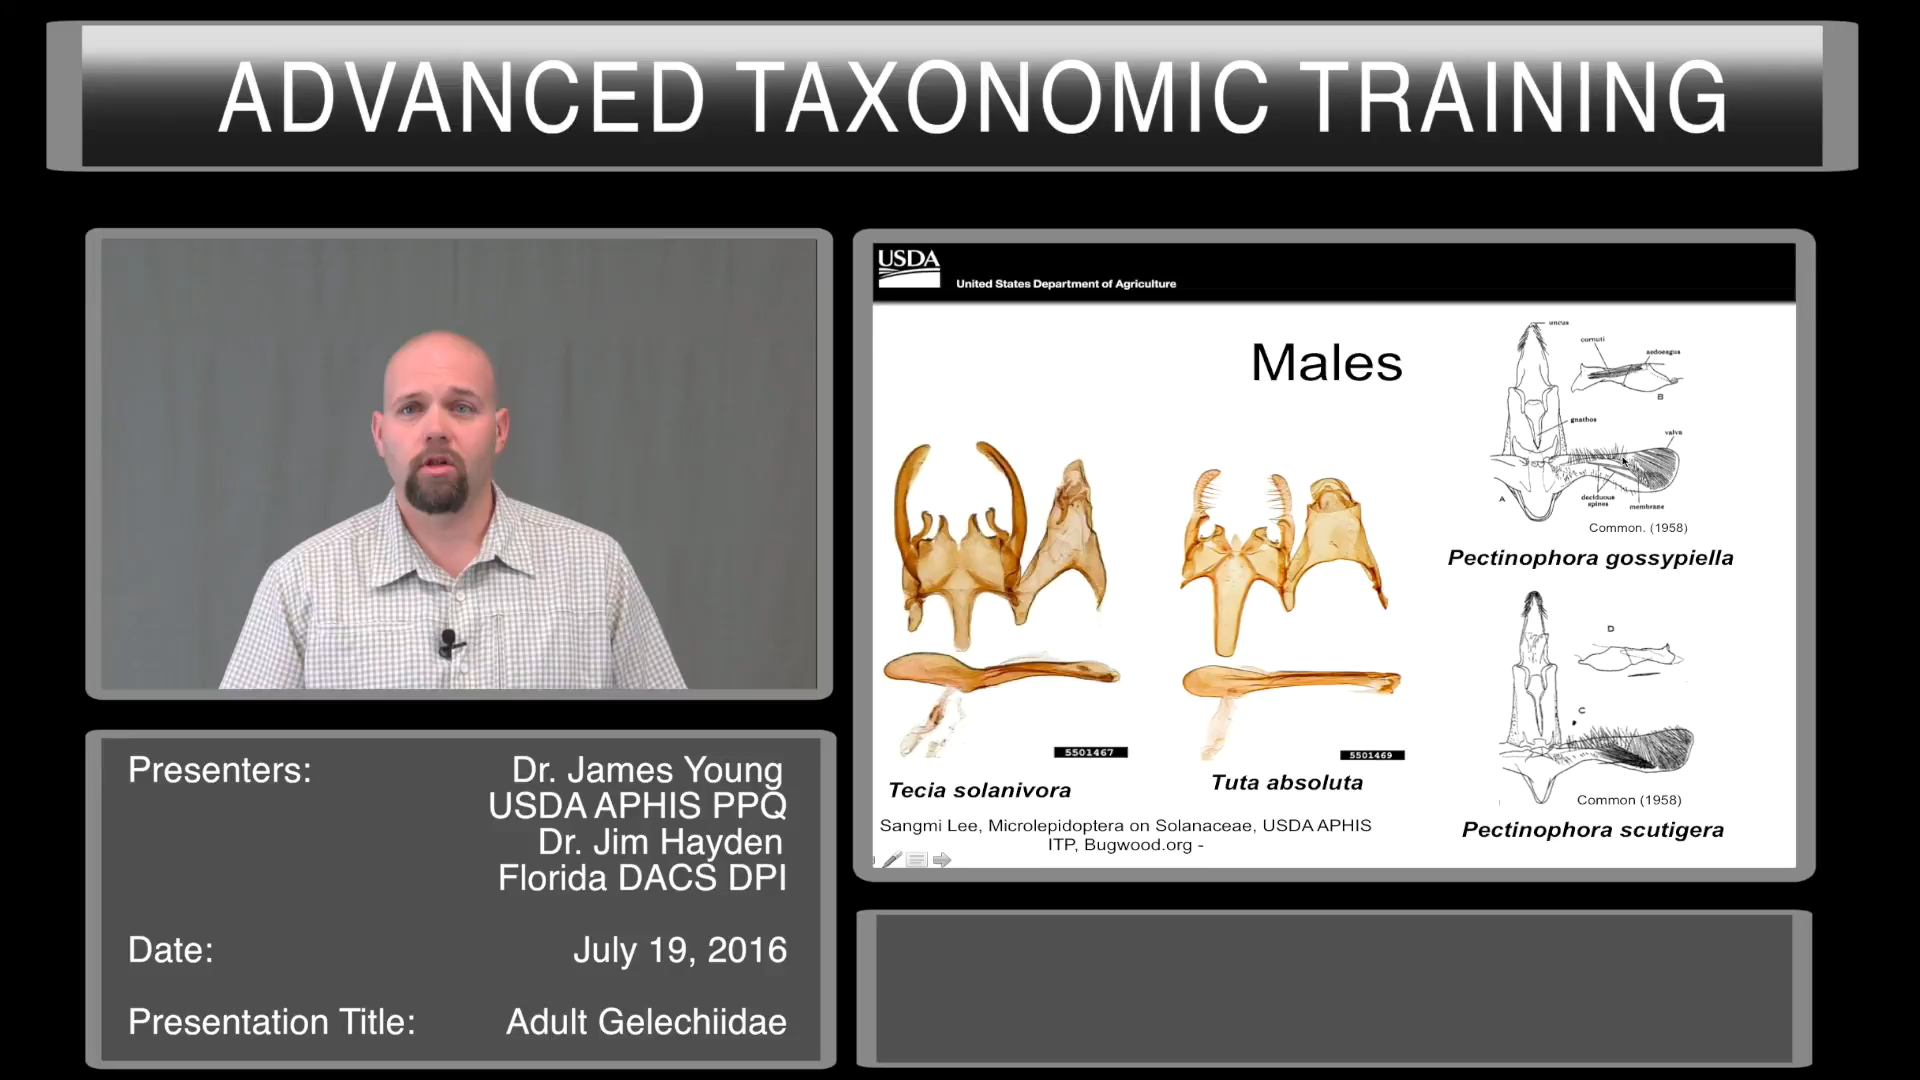 ADVANCED TAXONOMIC TRAINING
USDA
United States Department of Agriculture
Males
uncus
cornuti
aedoeagus
B
gnathos
valva
A
deciduous
spines
membrane
Common. (1958)
Pectinophora gossypiella
D
C
Common (1958)
Pectinophora scutigera
5501467
5501469
Tecia solanivora
Tuta absoluta
Sangmi Lee, Microlepidoptera on Solanaceae, USDA APHIS
ITP, Bugwood.org -
Presenters:
Dr. James Young
USDA APHIS PPQ
Dr. Jim Hayden
Florida DACS DPI
Date:
July 19, 2016
Presentation Title:
Adult Gelechiidae